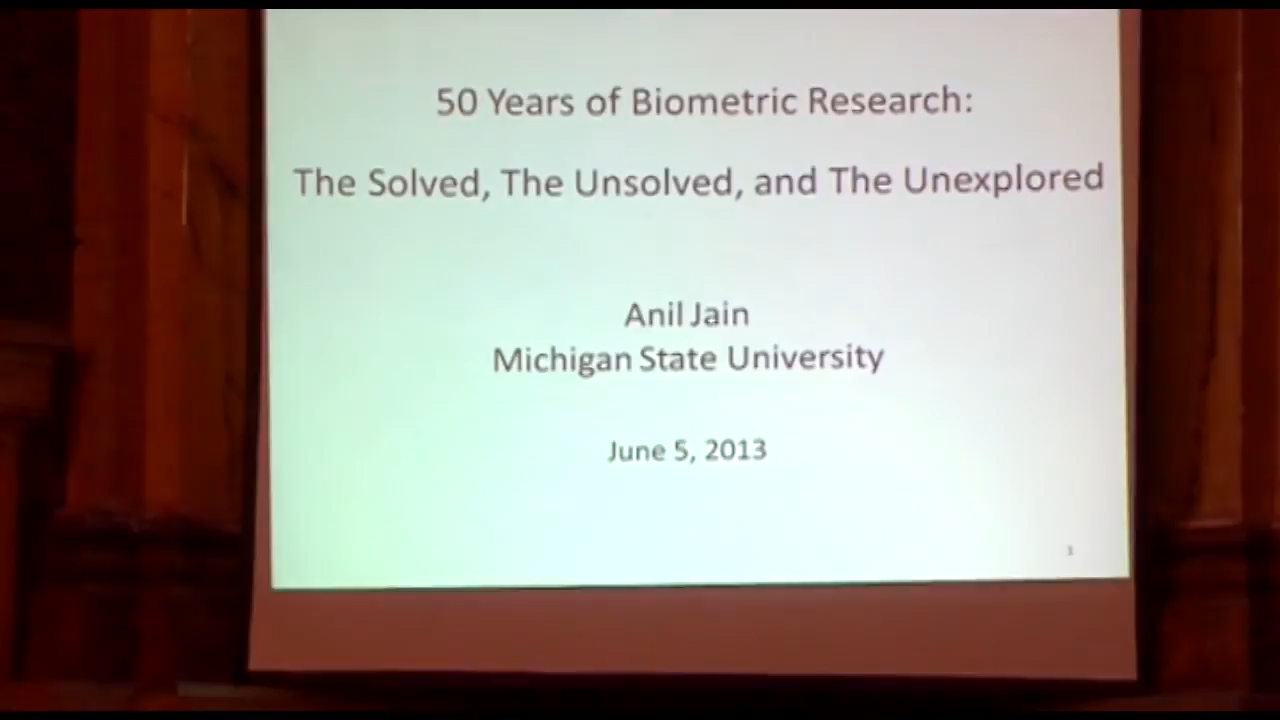 50 Years of Biometric Research:
The Solved, The Unsolved, and The Unexplored
Anil Jain
Michigan State University
June 5, 2013
1